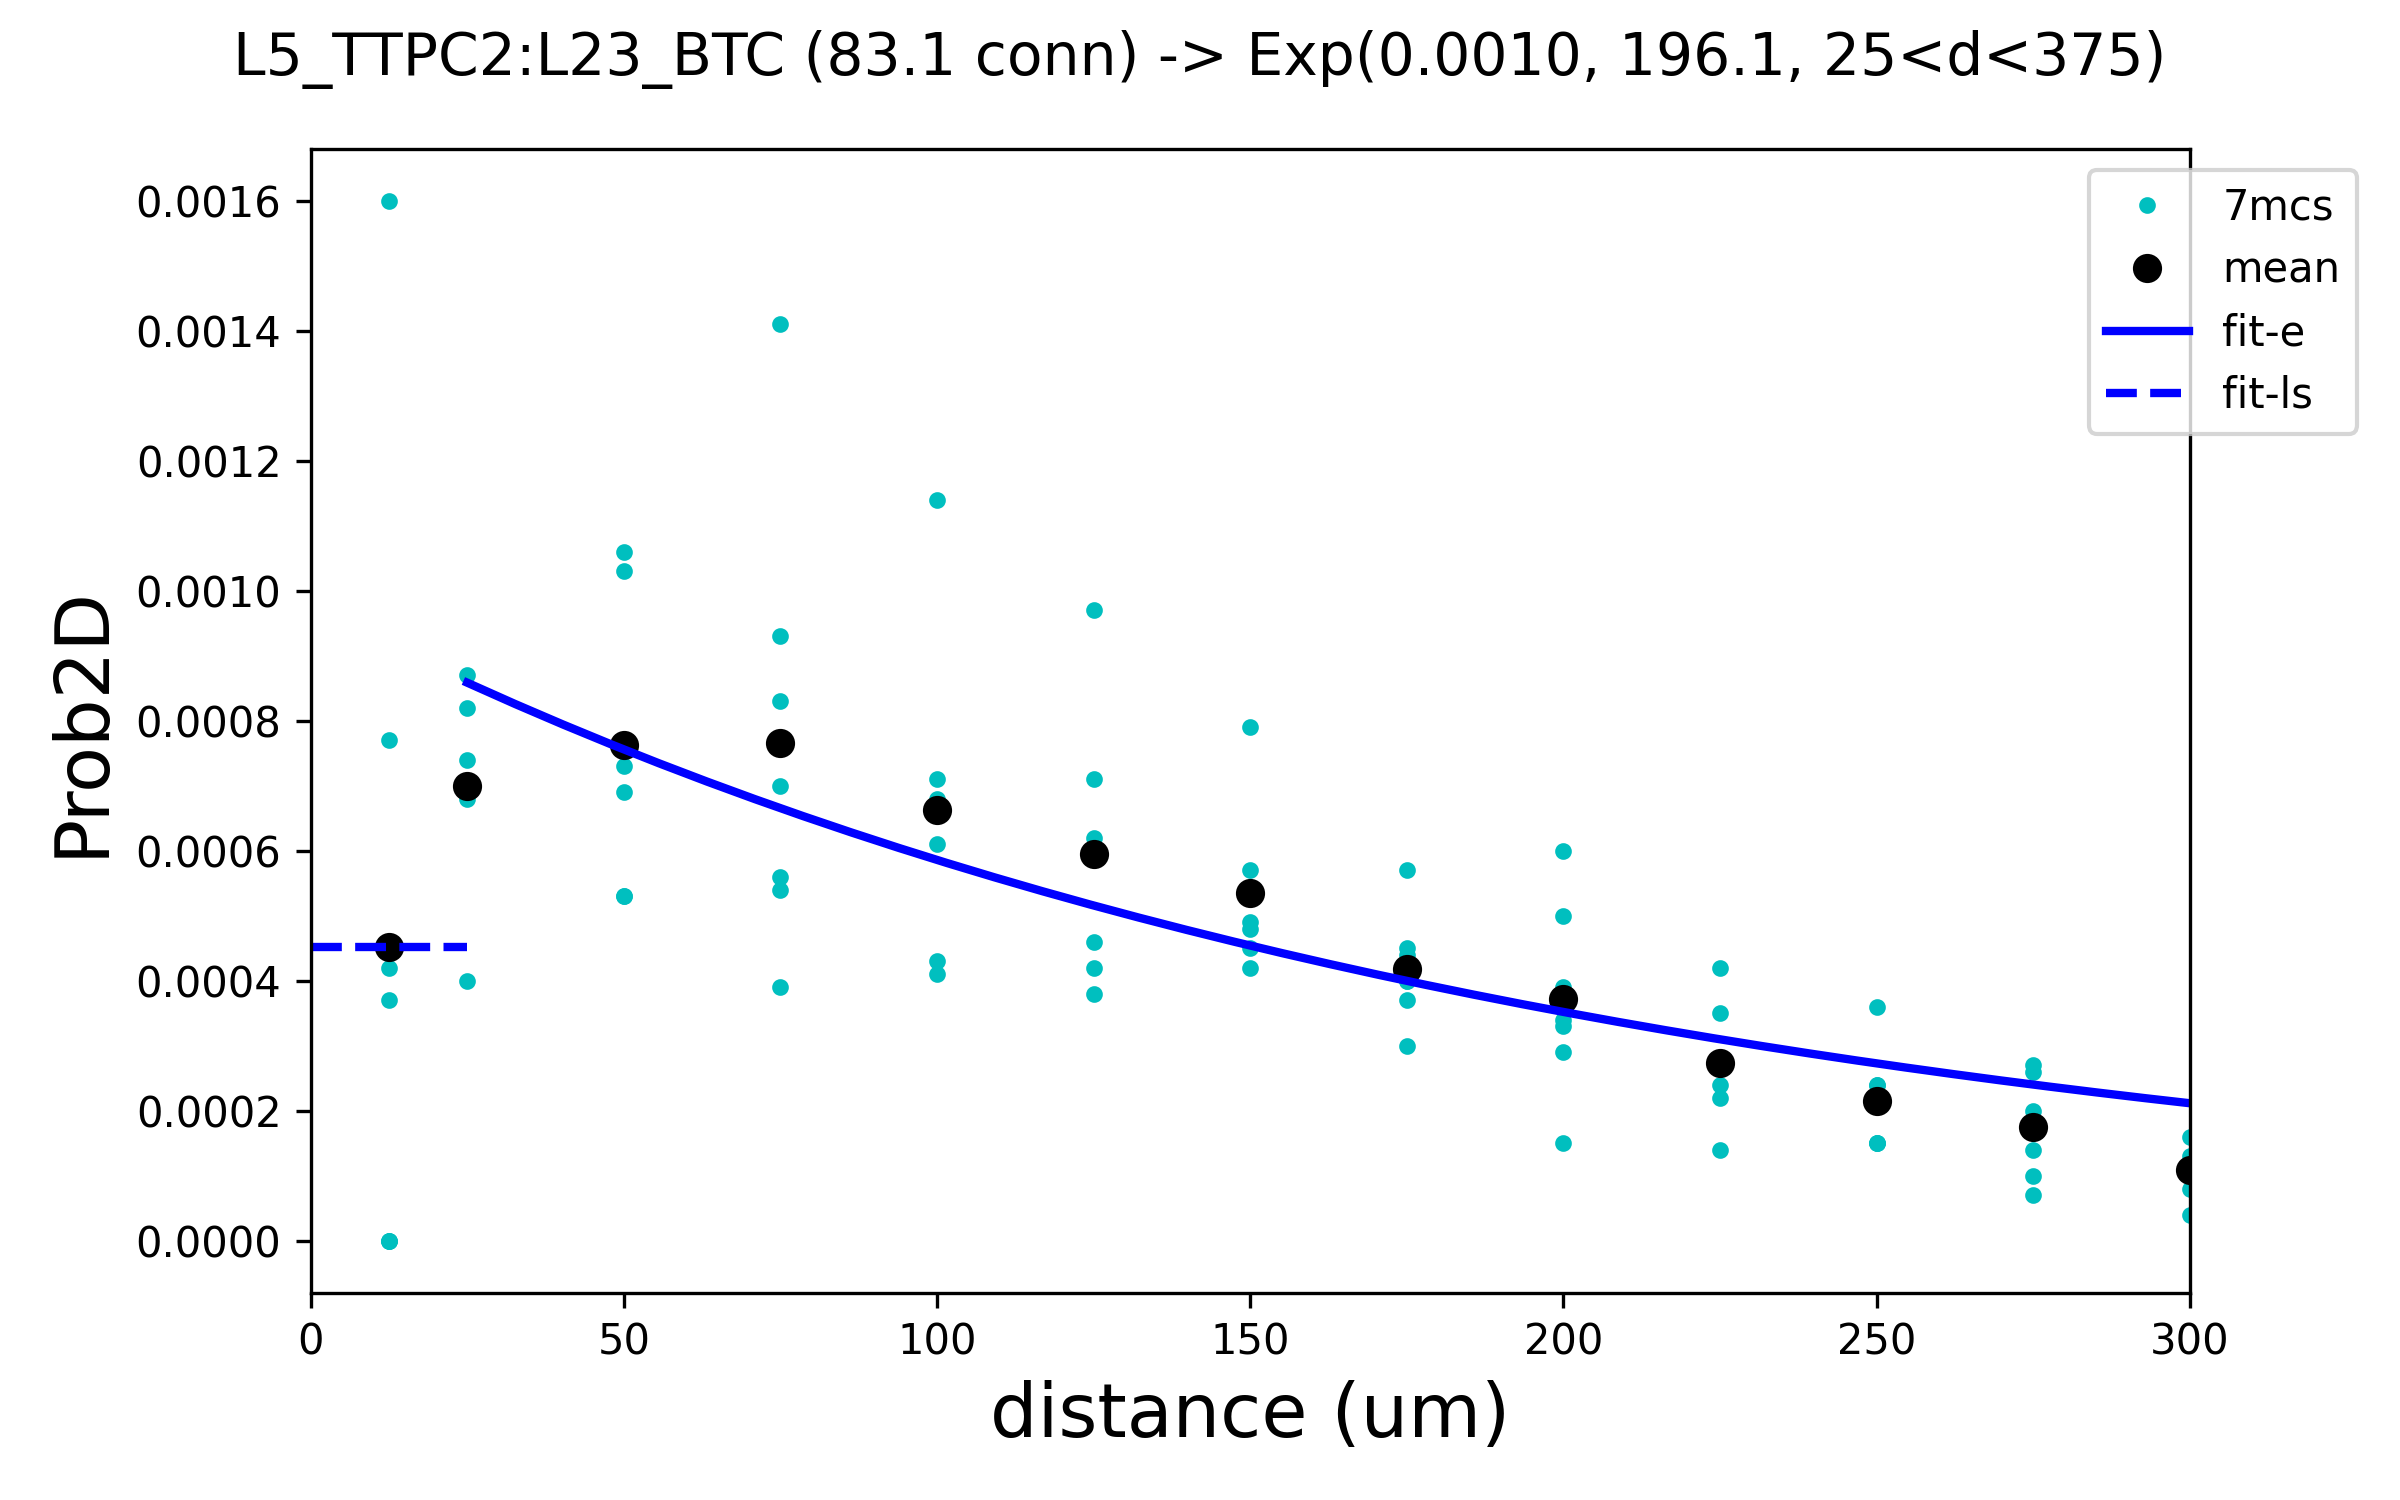 L5_TTPC2:L23_BTC (83.1 conn) -> Exp(0.0010, 196.1, 25<d<375)
7mcs
mean
fit-e
fit-ls
Prob2D
0.0016
0.0014
0.0012
0.0010
0.0008
0.0006
0.0004
0.0002
0.0000
0 50 100 150 200 250 300
distance (um)